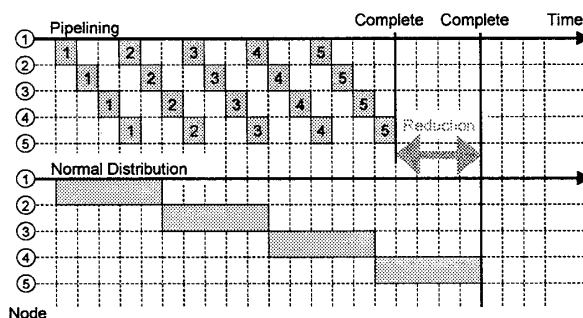 Complete Complete Time
Pipelining
① 1 2 3 4 5
② 1 2 3 4 5
③ 1 2 3 4 5
④ 1 2 3 4 5
⑤
Reduction
Normal Distribution
①
②
③
④
⑤
Node